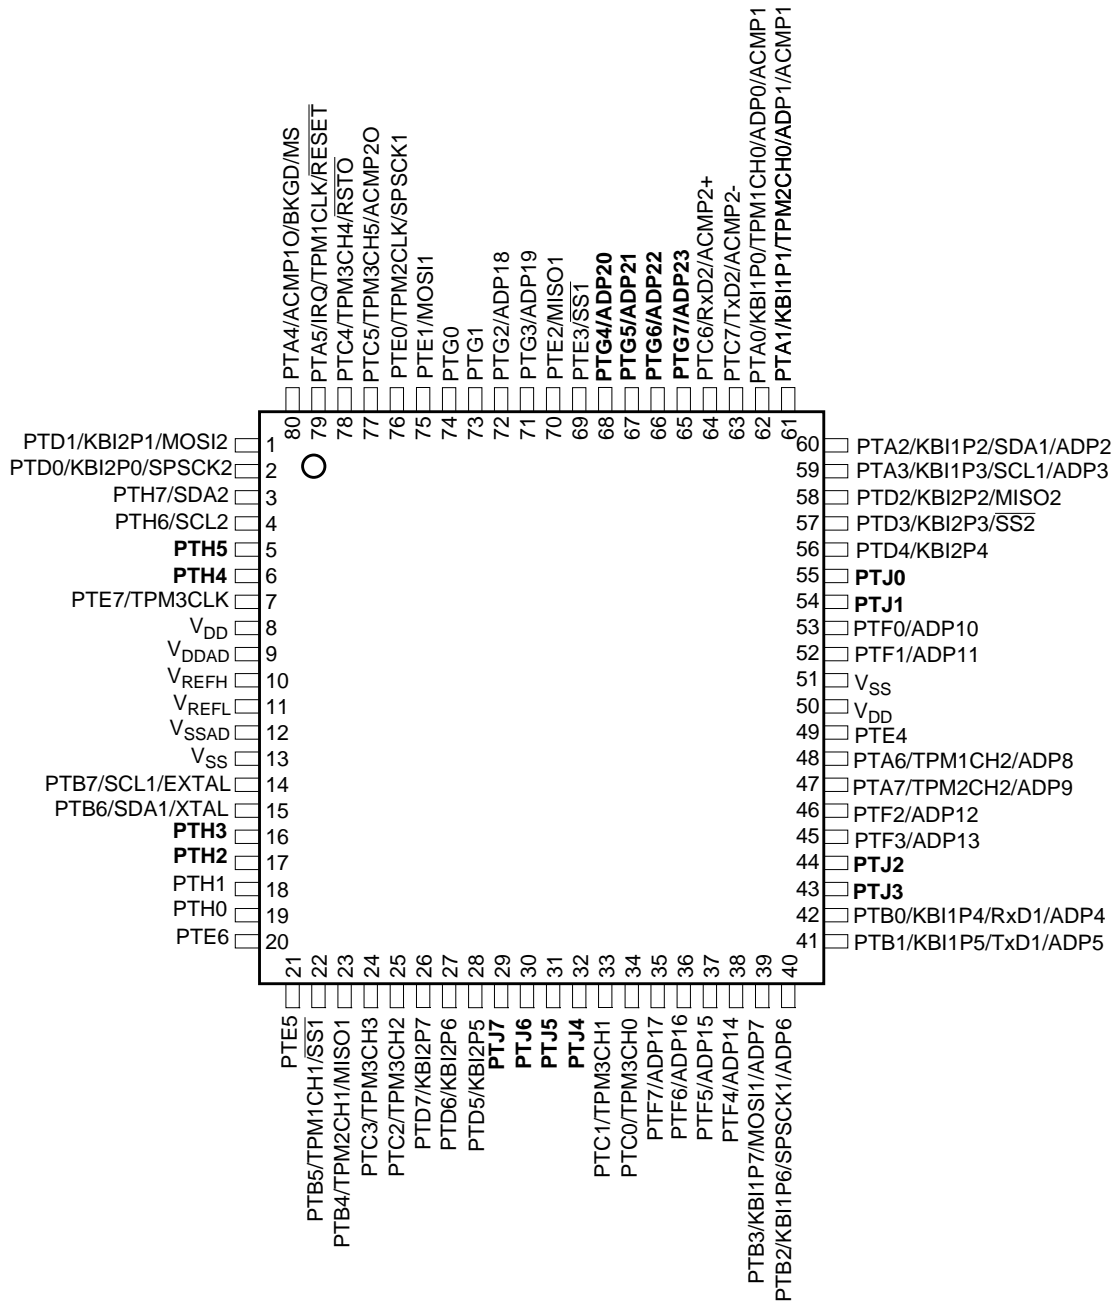 PTA4/ACMP1O/BKGD/MS
PTA5/IRQ/TPM1CLK/RESET
PTC4/TPM3CH4/RSTO
PTC5/TPM3CH5/ACMP2O
PTE0/TPM2CLK/SPSCK1
PTE1/MOSI1
PTG0
PTG1
PTG2/ADP18
PTG3/ADP19
PTE2/MISO1
PTE3/SS1
PTG4/ADP20
PTG5/ADP21
PTG6/ADP22
PTG7/ADP23
PTC6/RxD2/ACMP2+
PTC7/TxD2/ACMP2-
PTA0/KBI1P0/TPM1CH0/ADP0/ACMP1
PTA1/KBI1P1/TPM2CH0/ADP1/ACMP1
80
79
78
77
76
75
74
73
72
71
70
69
68
67
66
65
64
63
62
61
PTD1/KBI2P1/MOSI2 1
PTD0/KBI2P0/SPSCK2 2
PTH7/SDA2 3
PTH6/SCL2 4
PTH5 5
PTH4 6
PTE7/TPM3CLK 7
VDD 8
VDDAD 9
VREFH 10
VREFL 11
VSSAD 12
VSS 13
PTB7/SCL1/EXTAL 14
PTB6/SDA1/XTAL 15
PTH3 16
PTH2 17
PTH1 18
PTH0 19
PTE6 20
60 PTA2/KBI1P2/SDA1/ADP2
59 PTA3/KBI1P3/SCL1/ADP3
58 PTD2/KBI2P2/MISO2
57 PTD3/KBI2P3/SS2
56 PTD4/KBI2P4
55 PTJ0
54 PTJ1
53 PTF0/ADP10
52 PTF1/ADP11
51 VSS
50 VDD
49 PTE4
48 PTA6/TPM1CH2/ADP8
47 PTA7/TPM2CH2/ADP9
46 PTF2/ADP12
45 PTF3/ADP13
44 PTJ2
43 PTJ3
42 PTB0/KBI1P4/RxD1/ADP4
41 PTB1/KBI1P5/TxD1/ADP5
21
22
23
24
25
26
27
28
29
30
31
32
33
34
35
36
37
38
39
40
PTE5
PTB5/TPM1CH1/SS1
PTB4/TPM2CH1/MISO1
PTC3/TPM3CH3
PTC2/TPM3CH2
PTD7/KBI2P7
PTD6/KBI2P6
PTD5/KBI2P5
PTJ7
PTJ6
PTJ5
PTJ4
PTC1/TPM3CH1
PTC0/TPM3CH0
PTF7/ADP17
PTF6/ADP16
PTF5/ADP15
PTF4/ADP14
PTB3/KBI1P7/MOSI1/ADP7
PTB2/KBI1P6/SPSCK1/ADP6